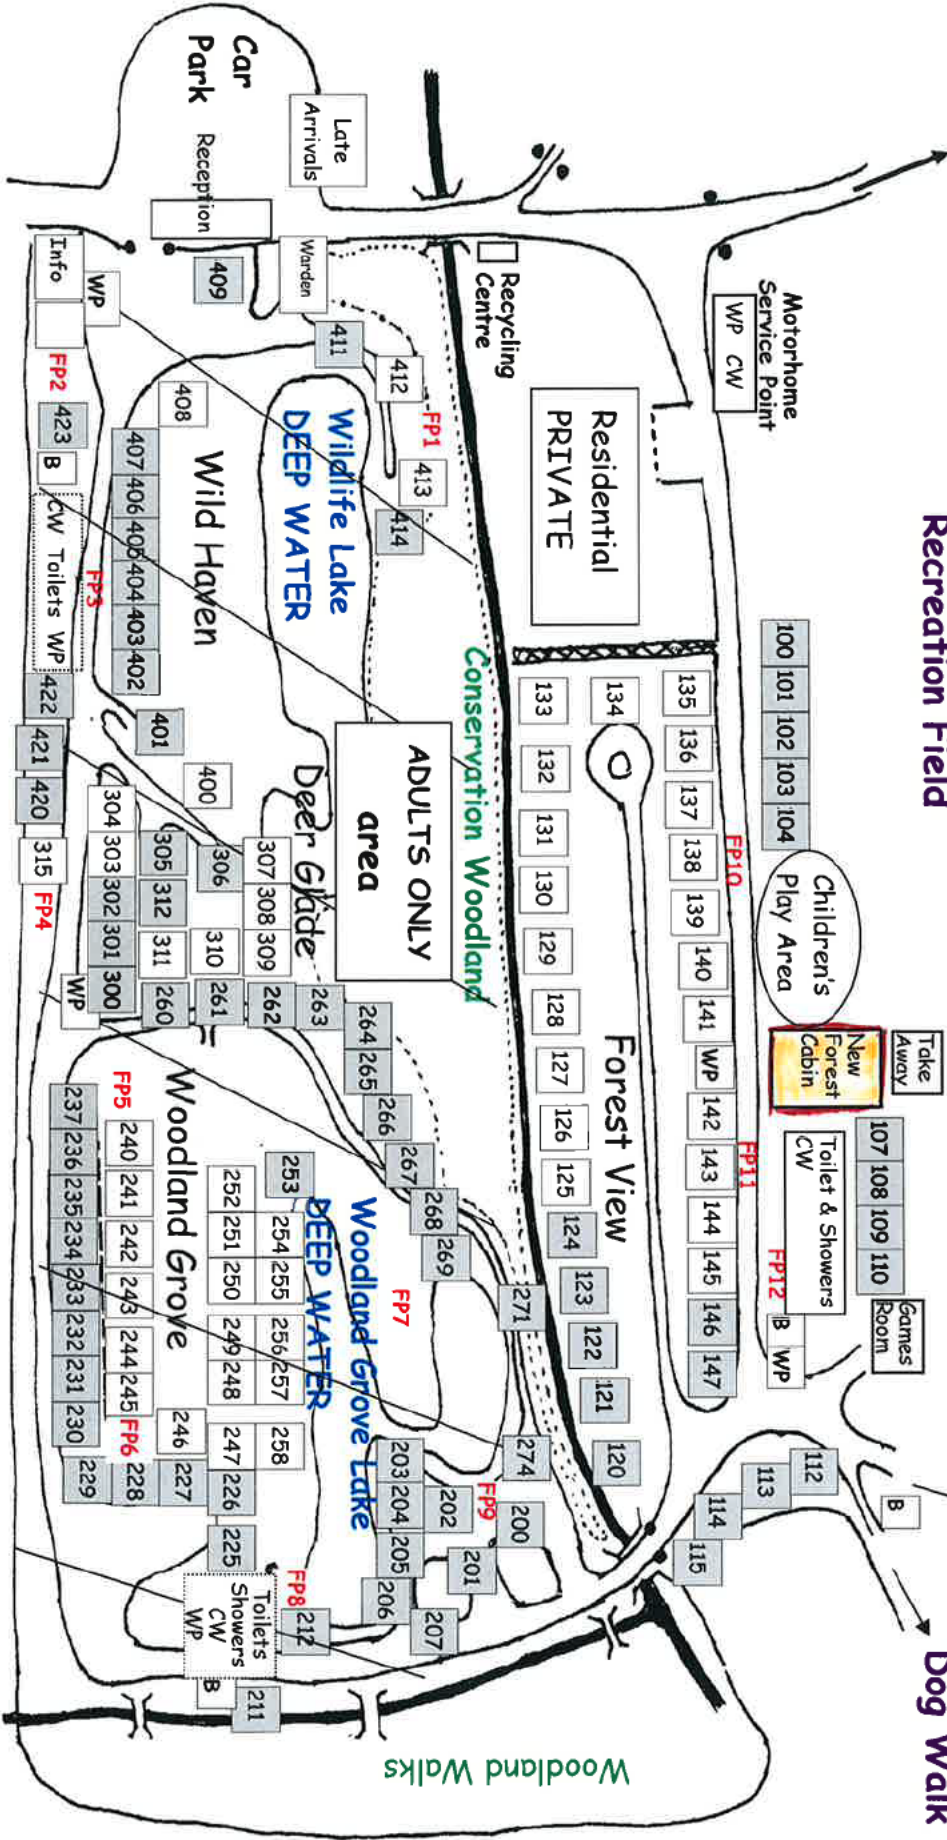 Recreation Field
Dog Walk
Take
Away
Games
Room
B
107 108 109 110
New
Forest
Cabin
Children's
Play Area
Toilet & Showers
CW
Motorhome
Service Point
WP CW
100 101 102 103 104
FP12
B
WP
112
113
114
115
FP10
FP11
135 136 137 138 139 140 141 WP 142 143 144 145 146 147
Residential
PRIVATE
134
Forest View
133 132 131 130 129 128 127 126 125 124 123 122 121 120
Recycling
Centre
Conservation Woodland
Woodland Walks
ADULTS ONLY
area
Late
Arrivals
Car
Park
Reception
Warden
409
411
412
FP1
413
414
Wildlife Lake
DEEP WATER
Wild Haven
408
407 406 405 404 403 402
401
400
Deer Glade
307 308 309
306
310
305 312 311
304 303 302 301 300
WP
260 261 262 263 264 265 266 267 268 269 271 274
FP7
FP9
200
201
202
203 204 205
206
207
Woodland Grove Lake
DEEP WATER
253
254 255 256 257 258
252 251 250 249 248 247
246
Woodland Grove
FP5
240 241 242 243 244 245
FP6
237 236 235 234 233 232 231 230
229 228 227 226
225
FP8
212
Toilets
Showers
CW
WP
B
211
Info
WP
FP2
423
B
CW Toilets WP
FP3
422
421 420
315
FP4